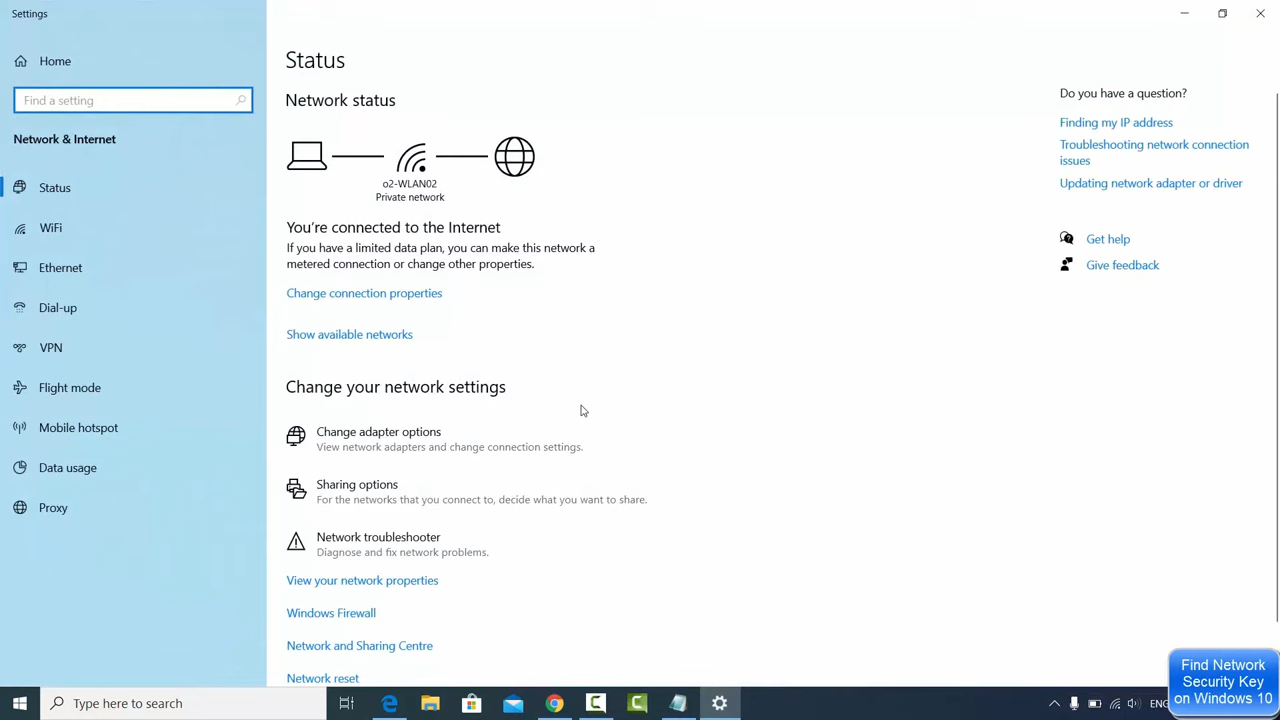 Settings
Home
Find a setting
Network & Internet
Status
WiFi
Ethernet
Dial-up
VPN
Flight mode
Mobile hotspot
Data usage
Proxy
Status
Network status
o2-WLAN02
Private network
You're connected to the Internet
If you have a limited data plan, you can make this network a
metered connection or change other properties.
Change connection properties
Show available networks
Change your network settings
Change adapter options
View network adapters and change connection settings.
Sharing options
For the networks that you connect to, decide what you want to share.
Network troubleshooter
Diagnose and fix network problems.
View your network properties
Windows Firewall
Network and Sharing Centre
Network reset
Do you have a question?
Finding my IP address
Troubleshooting network connection
issues
Updating network adapter or driver
Get help
Give feedback
Type here to search
ENG
Find Network
Security Key
on Windows 10